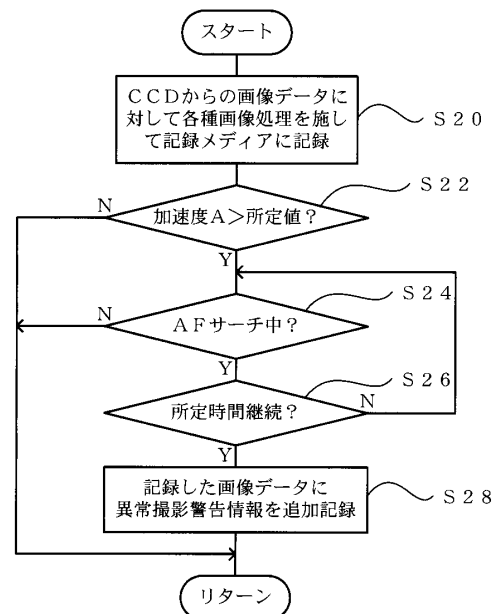 スタート
CCDからの画像データに
対して各種画像処理を施し
て記録メディアに記録
S20
S22
N
加速度A>所定値?
Y
S24
N
AFサーチ中?
Y
S26
所定時間継続?
N
Y
記録した画像データに
異常撮影警告情報を追加記録
S28
リターン